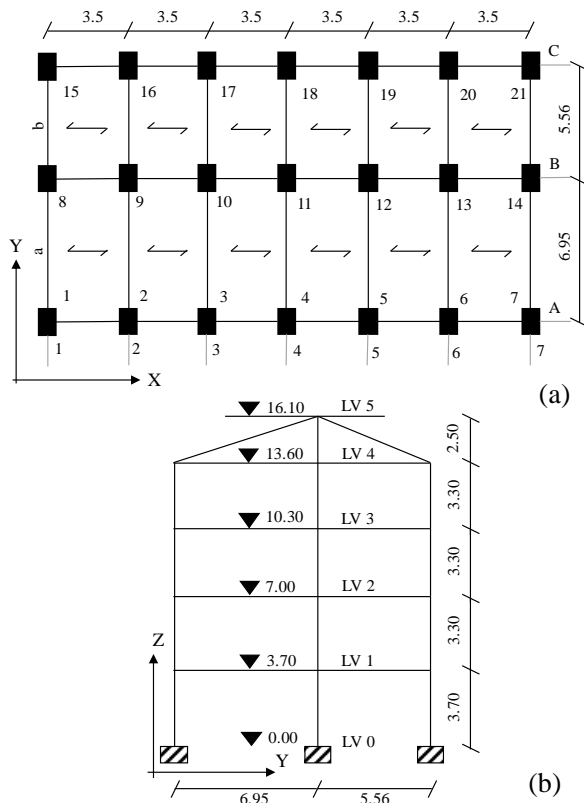 3.5 3.5 3.5 3.5 3.5 3.5
C
15 16 17 18 19 20 21
b
5.56
B
8 9 10 11 12 13 14
Y
a
6.95
1 2 3 4 5 6 7
A
1 2 3 4 5 6 7
X
(a)
16.10 LV 5
2.50
13.60 LV 4
3.30
10.30 LV 3
3.30
7.00 LV 2
3.30
Z
3.70 LV 1
3.70
0.00 LV 0
Y
6.95 5.56
(b)